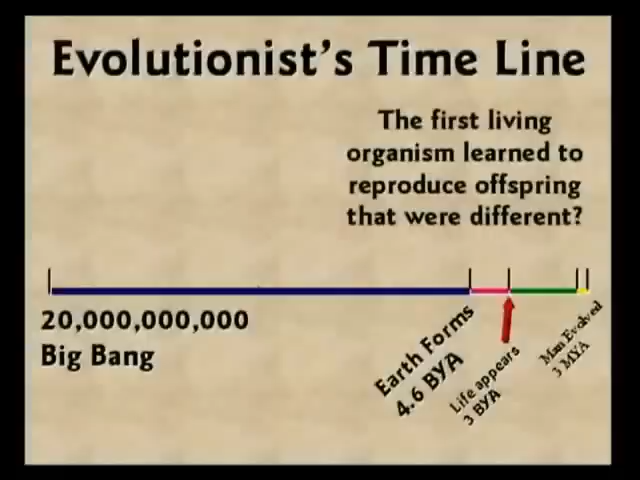 Evolutionist's Time Line
The first living
organism learned to
reproduce offspring
that were different?
20,000,000,000
Big Bang
Earth Forms
4.6 BYA
Life appears
3 BYA
Man Evolved
3 MYA